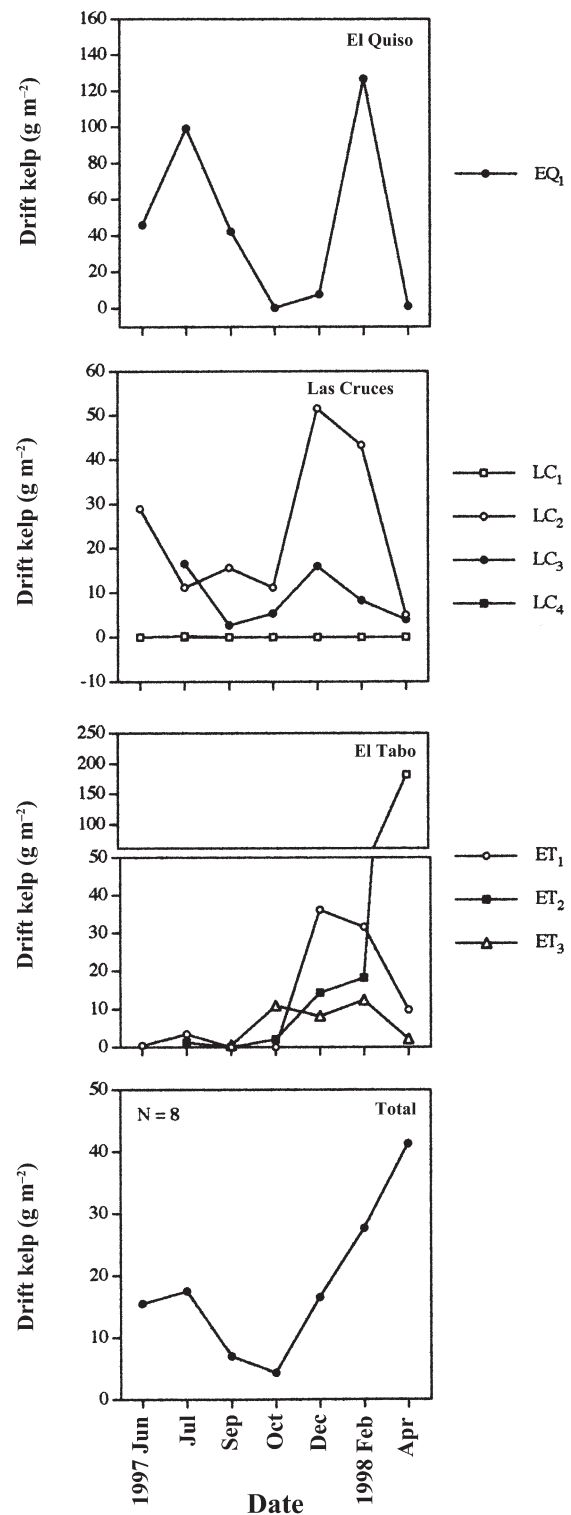 160
140
120
100
80
60
40
20
0
Drift kelp (g m⁻²)
El Quiso
EQ₁
60
50
40
30
20
10
0
-10
Drift kelp (g m⁻²)
Las Cruces
LC₁
LC₂
LC₃
LC₄
250
200
150
100
50
40
30
20
10
0
Drift kelp (g m⁻²)
El Tabo
ET₁
ET₂
ET₃
50
40
30
20
10
0
Drift kelp (g m⁻²)
N = 8
Total
1997 Jun
Jul
Sep
Oct
Dec
1998 Feb
Apr
Date